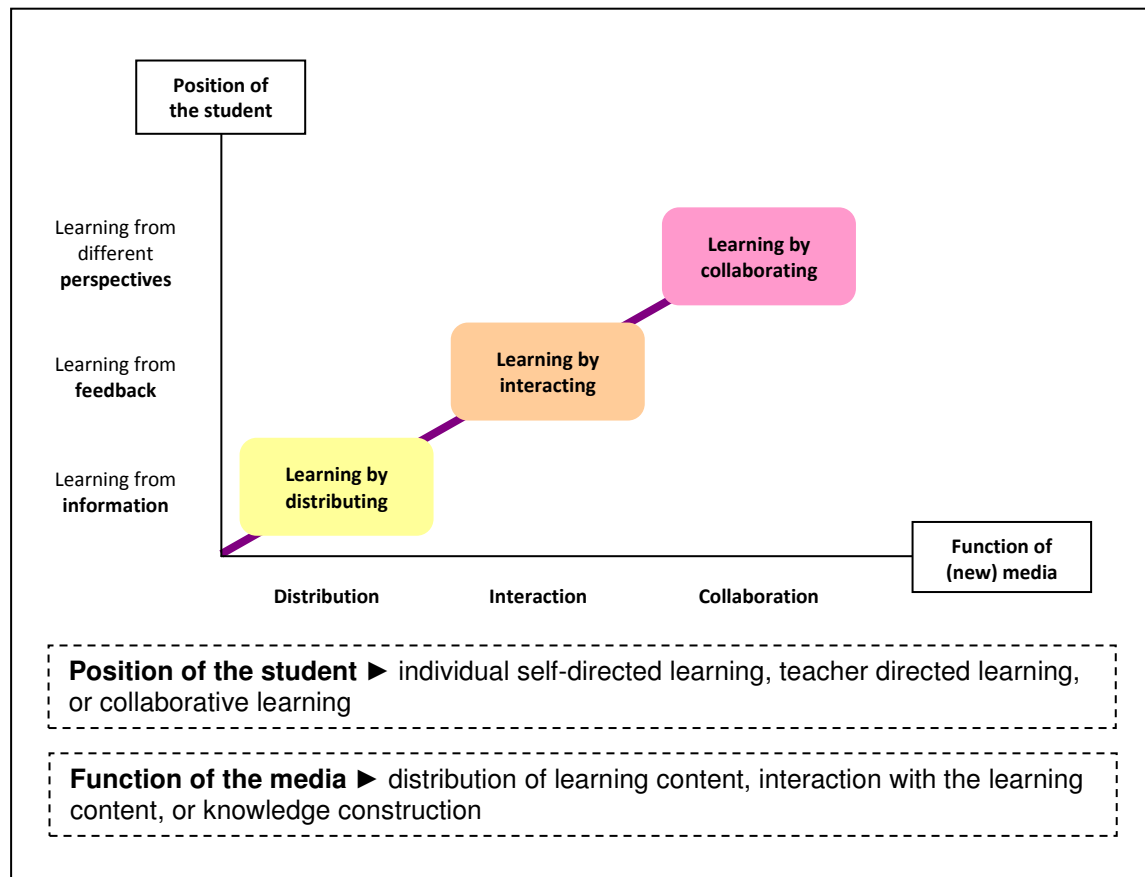 Position of
the student
Learning from
different
perspectives
Learning by
collaborating
Learning from
feedback
Learning by
interacting
Learning from
information
Learning by
distributing
Function of
(new) media
Distribution
Interaction
Collaboration
Position of the student ► individual self-directed learning, teacher directed learning,
or collaborative learning
Function of the media ► distribution of learning content, interaction with the learning
content, or knowledge construction